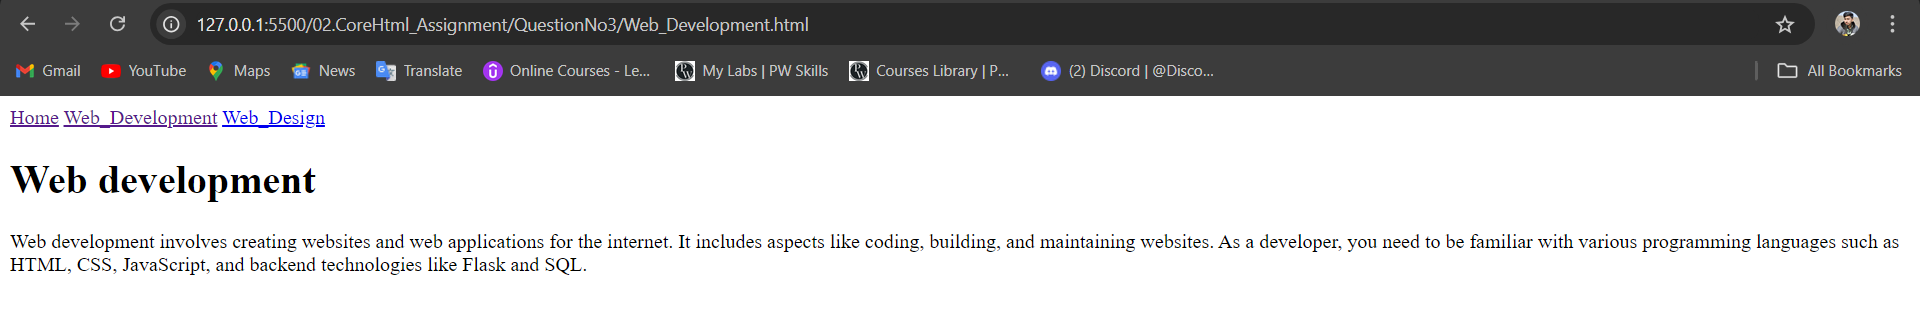 127.0.0.1:5500/02.CoreHtml_Assignment/QuestionNo3/Web_Development.html
Gmail YouTube Maps News Translate Online Courses - Le... My Labs | PW Skills Courses Library | P... (2) Discord | @Disco... All Bookmarks
Home Web_Development Web_Design
Web development
Web development involves creating websites and web applications for the internet. It includes aspects like coding, building, and maintaining websites. As a developer, you need to be familiar with various programming languages such as
HTML, CSS, JavaScript, and backend technologies like Flask and SQL.